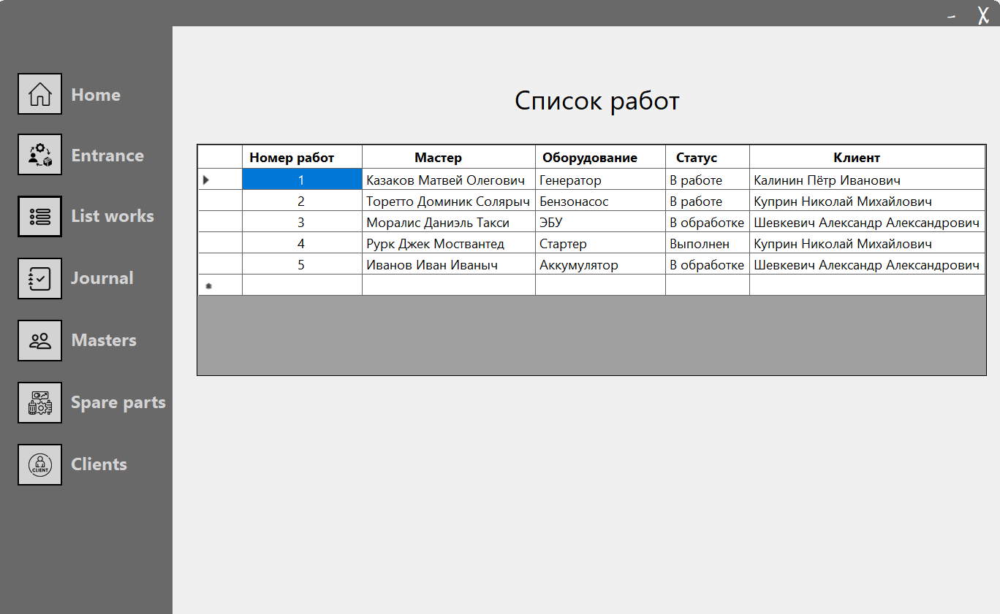 Home
Entrance
List works
Journal
Masters
Spare parts
CLIENT
Clients
Список работ
Номер работ Мастер Оборудование Статус Клиент
1 Казаков Матвей Олегович Генератор В работе Калинин Пётр Иванович
2 Торетто Доминик Солярыч Бензонасос В работе Куприн Николай Михайлович
3 Моралис Даниэль Такси ЭБУ В обработке Шевкевич Александр Александрович
4 Рурк Джек Моствантед Стартер Выполнен Куприн Николай Михайлович
5 Иванов Иван Иваныч Аккумулятор В обработке Шевкевич Александр Александрович